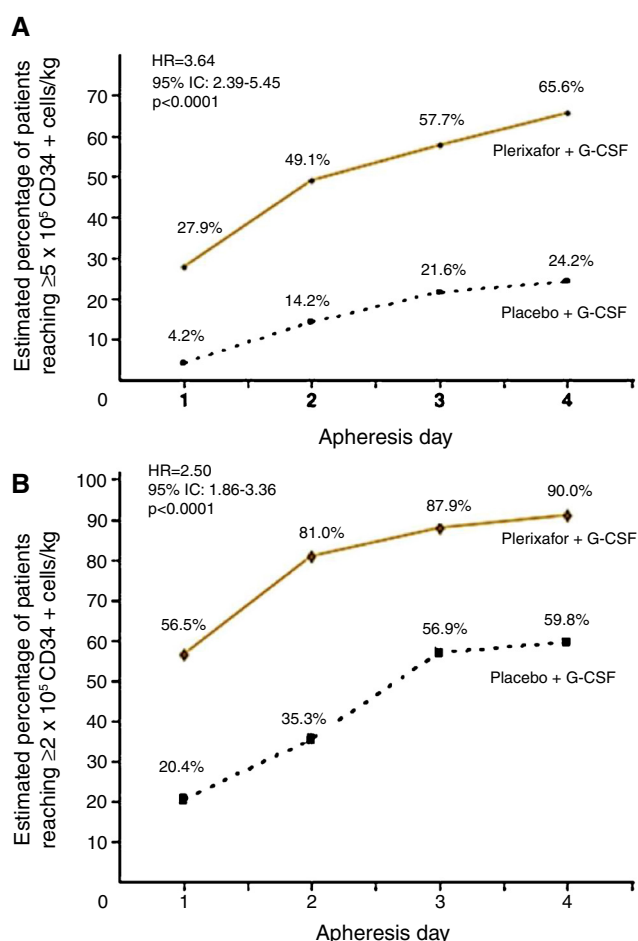 A
Estimated percentage of patients
reaching ≥5 x 10⁵ CD34 + cells/kg
HR=3.64
95% IC: 2.39-5.45
p<0.0001
70
60
50
40
30
20
10
0
27.9%
49.1%
57.7%
65.6%
Plerixafor + G-CSF
4.2%
14.2%
21.6%
24.2%
Placebo + G-CSF
1 2 3 4
Apheresis day
B
Estimated percentage of patients
reaching ≥2 x 10⁵ CD34 + cells/kg
HR=2.50
95% IC: 1.86-3.36
p<0.0001
100
90
80
70
60
50
40
30
20
10
0
56.5%
81.0%
87.9%
90.0%
Plerixafor + G-CSF
20.4%
35.3%
56.9%
59.8%
Placebo + G-CSF
1 2 3 4
Apheresis day